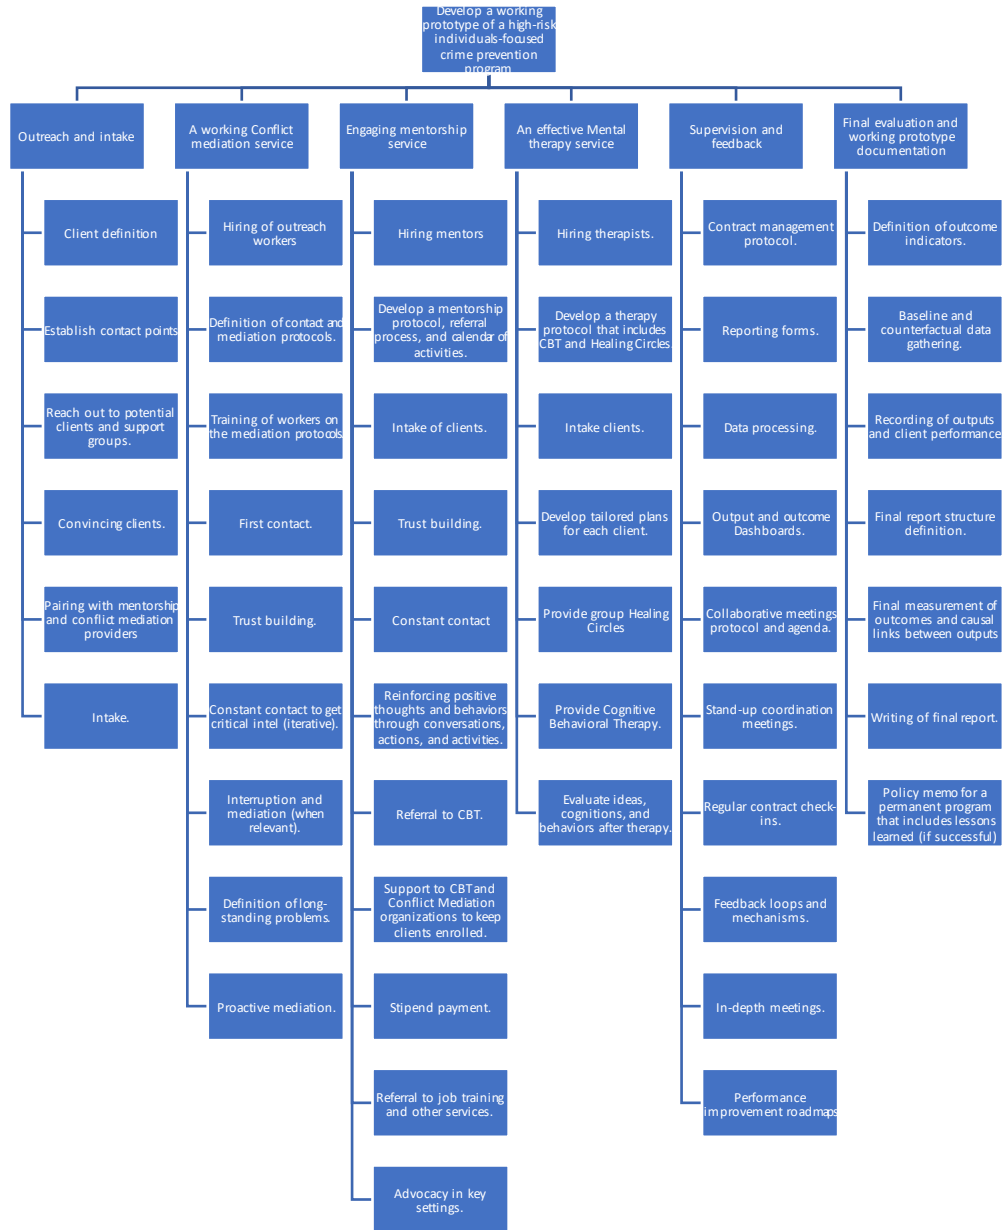 Develop a working
prototype of a high-risk
individuals-focused
crime prevention
program
Outreach and intake
Client definition
Establish contact points
Reach out to potential
clients and support
groups.
Convincing clients.
Pairing with mentorship
and conflict mediation
providers
Intake.
A working Conflict
mediation service
Hiring of outreach
workers
Definition of contact and
mediation protocols.
Training of workers on
the mediation protocols
First contact.
Trust building.
Constant contact to get
critical intel (iterative).
Interruption and
mediation (when
relevant).
Definition of long-
standing problems.
Proactive mediation.
Engaging mentorship
service
Hiring mentors
Develop a mentorship
protocol, referral
process, and calendar of
activities.
Intake of clients.
Trust building.
Constant contact
Reinforcing positive
thoughts and behaviors
through conversations,
actions, and activities.
Referral to CBT.
Support to CBT and
Conflict Mediation
organizations to keep
clients enrolled.
Stipend payment.
Referral to job training
and other services.
Advocacy in key
settings.
An effective Mental
therapy service
Hiring therapists.
Develop a therapy
protocol that includes
CBT and Healing Circles
Intake clients.
Develop tailored plans
for each client.
Provide group Healing
Circles
Provide Cognitive
Behavioral Therapy.
Evaluate ideas,
cognitions, and
behaviors after therapy.
Supervision and
feedback
Contract management
protocol.
Reporting forms.
Data processing.
Output and outcome
Dashboards.
Collaborative meetings
protocol and agenda.
Stand-up coordination
meetings.
Regular contract check-
ins.
Feedback loops and
mechanisms.
In-depth meetings.
Performance
improvement roadmaps
Final evaluation and
working prototype
documentation
Definition of outcome
indicators.
Baseline and
counterfactual data
gathering.
Recording of outputs
and client performance
Final report structure
definition.
Final measurement of
outcomes and causal
links between outputs
Writing of final report.
Policy memo for a
permanent program
that includes lessons
learned (if successful)